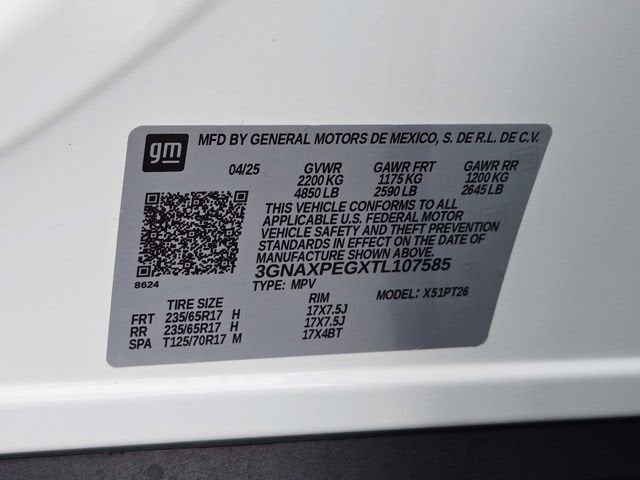 gm
MFD BY GENERAL MOTORS DE MEXICO, S. DE R.L. DE C.V.
04/25 GVWR GAWR FRT GAWR RR
2200 KG 1175 KG 1200 KG
4850 LB 2590 LB 2645 LB
THIS VEHICLE CONFORMS TO ALL
APPLICABLE U.S. FEDERAL MOTOR
VEHICLE SAFETY AND THEFT PREVENTION
STANDARDS IN EFFECT ON THE DATE OF
MANUFACTURE SHOWN ABOVE.
3GNAXPEGXTL107585
8624
TYPE: MPV MODEL: X51PT26
TIRE SIZE RIM
FRT 235/65R17 H 17X7.5J
RR 235/65R17 H 17X7.5J
SPA T125/70R17 M 17X4BT